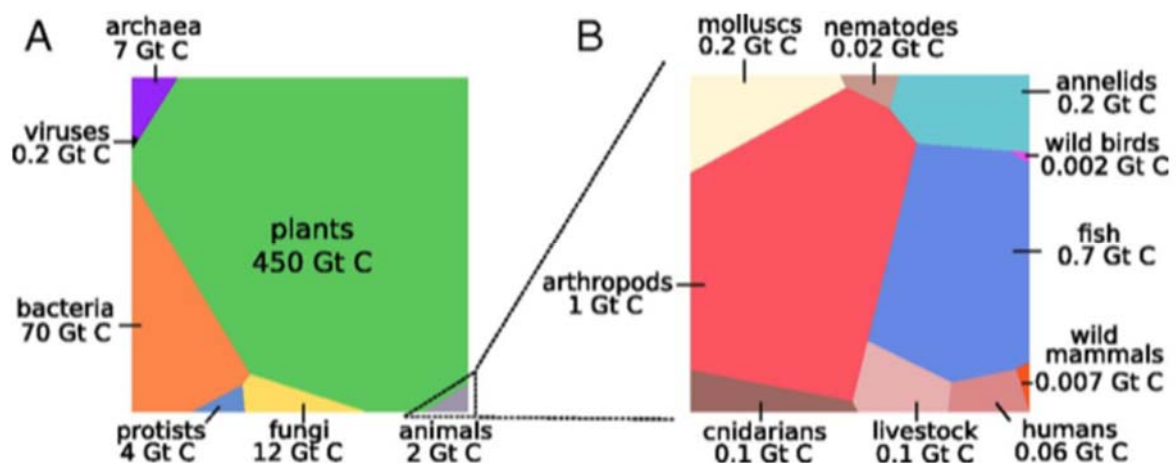 A
archaea
7 Gt C
viruses
0.2 Gt C
plants
450 Gt C
bacteria
70 Gt C
protists
4 Gt C
fungi
12 Gt C
animals
2 Gt C
B
molluscs
0.2 Gt C
nematodes
0.02 Gt C
annelids
0.2 Gt C
wild birds
0.002 Gt C
fish
0.7 Gt C
arthropods
1 Gt C
wild
mammals
0.007 Gt C
cnidarians
0.1 Gt C
livestock
0.1 Gt C
humans
0.06 Gt C